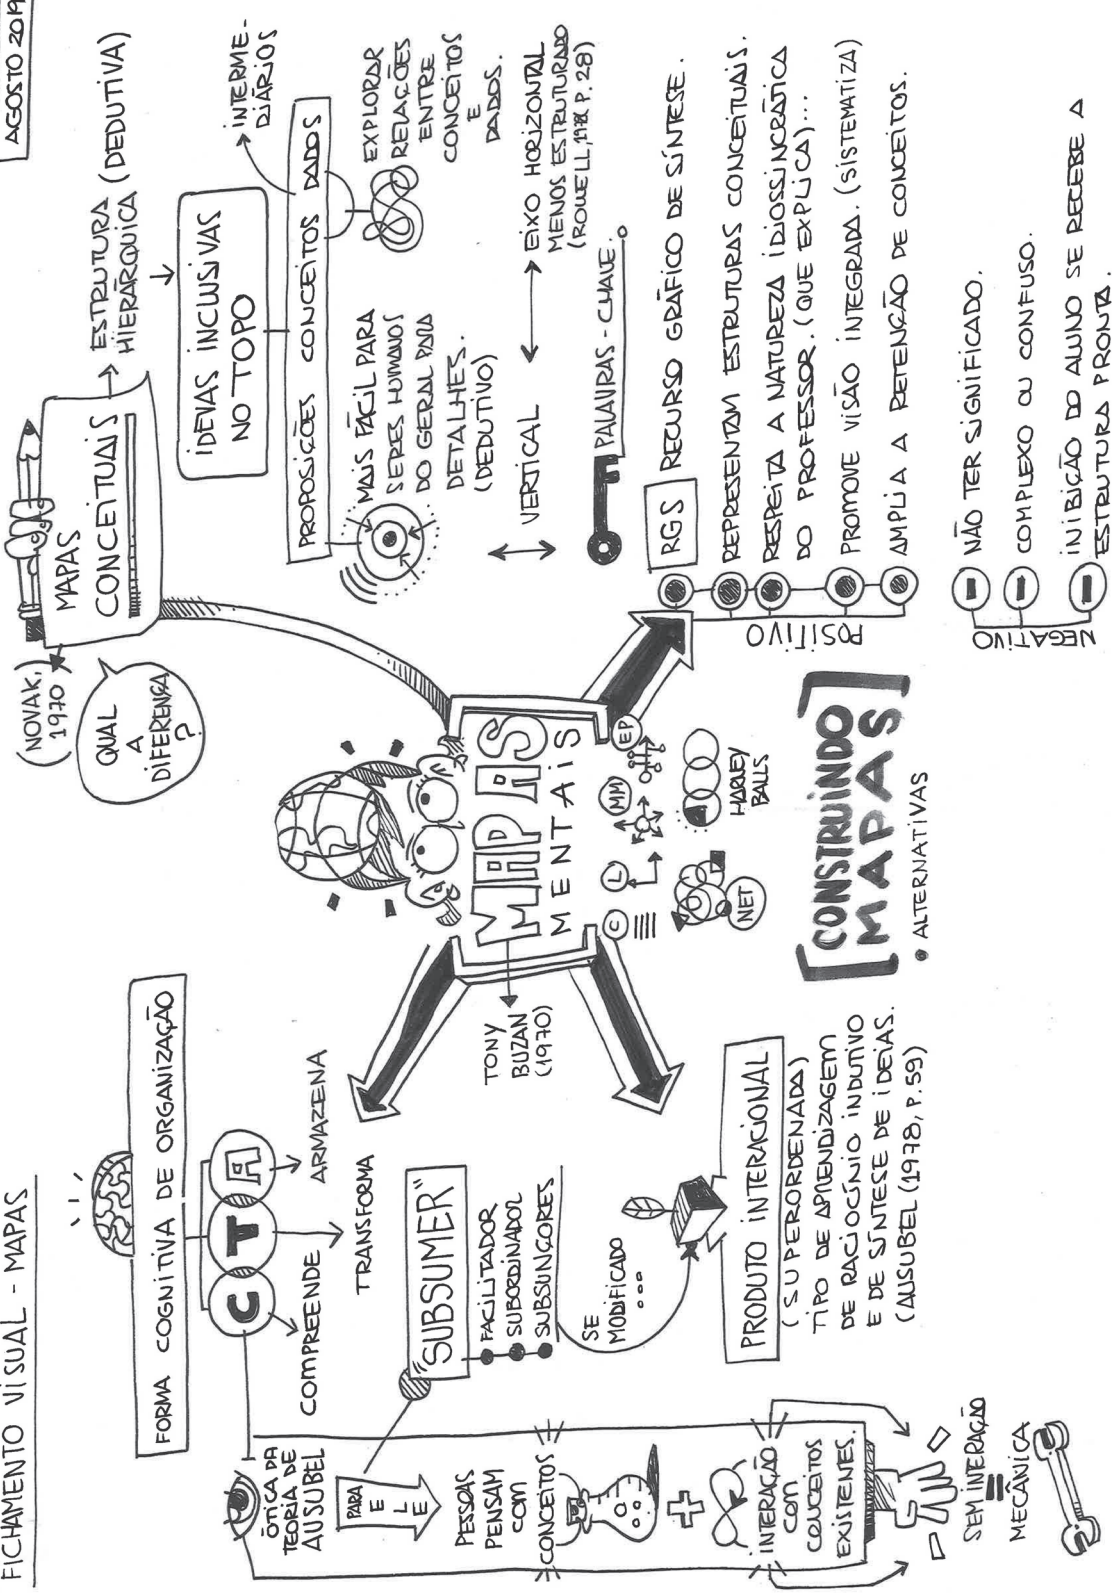 FICHAMENTO VISUAL - MAPAS
AGOSTO 2019
FORMA COGNITIVA DE ORGANIZAÇÃO
C T A
COMPREENDE
TRANSFORMA
ARMAZENA
ÓTICA DA
TEORIA DE
AUSUBEL
PARA
E
L
E
PESSOAS
PENSAM
COM
CONCEITOS
+
INTERAÇÃO
COM
CONCEITOS
EXISTENTES.
SEM INTERAÇÃO
=
MECÂNICA
"SUBSUMER"
FACILITADOR
SUBORDINADOR
SUBSUNÇORES
SE
MODIFICADO
...
PRODUTO INTERACIONAL
(SUPERORDENADA)
TIPO DE APRENDIZAGEM
DE RACIOCÍNIO INDUTIVO
E DE SÍNTESE DE IDEIAS.
(AUSUBEL (1978, P.59)
TONY
BUZAN
(1970)
MAPAS
MENTAIS
C
L
MM
EP
NET
HARVEY
BALLS
[CONSTRUINDO
MAPAS]
• ALTERNATIVAS
(NOVAK,
1970
QUAL
A
DIFERENÇA
?
MAPAS
CONCEITUAIS
ESTRUTURA
HIERÁRQUICA (DEDUTIVA)
IDEIAS INCLUSIVAS
NO TOPO
PROPOSIÇÕES CONCEITOS DADOS
INTERME-
DIÁRIOS
MAIS FÁCIL PARA
SERES HUMANOS
DO GERAL PARA
DETALHES.
(DEDUTIVO)
EXPLORAR
RELAÇÕES
ENTRE
CONCEITOS
E
DADOS.
VERTICAL
EIXO HORIZONTAL
MENOS ESTRUTURADO
P. 28)
PALAVRAS-CHAVE.
RGS RECURSO GRÁFICO DE SÍNTESE.
REPRESENTAM ESTRUTURAS CONCEITUAIS.
RESPEITA A NATUREZA IDIOSSINCRÁTICA
DO PROFESSOR. (QUE EXPLICA)...
PROMOVE VISÃO INTEGRADA. (SISTEMATIZA)
AMPLIA A RETENÇÃO DE CONCEITOS.
POSITIVO
NÃO TER SIGNIFICADO.
COMPLEXO OU CONFUSO.
INIBIÇÃO DO ALUNO SE RECEBE A
ESTRUTURA PRONTA.
NEGATIVO